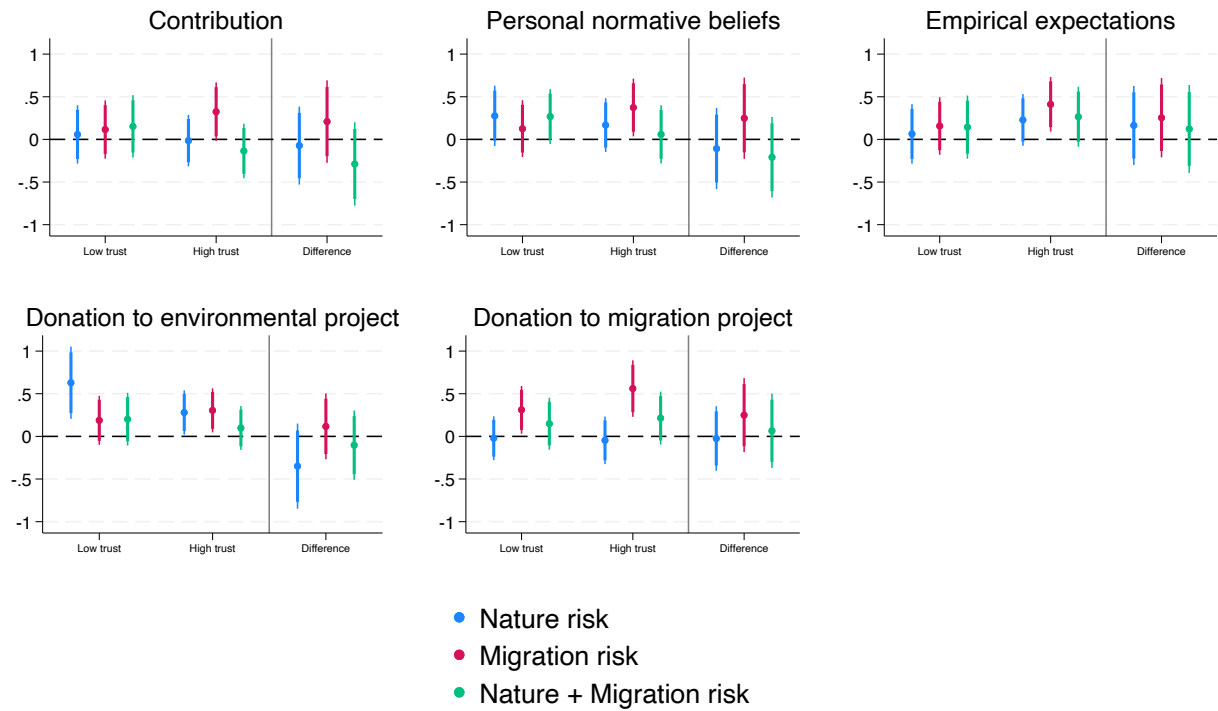 Contribution
1
.5
0
-.5
-1
Low trust
High trust
Difference
Personal normative beliefs
1
.5
0
-.5
-1
Low trust
High trust
Difference
Empirical expectations
1
.5
0
-.5
-1
Low trust
High trust
Difference
Donation to environmental project
1
.5
0
-.5
-1
Low trust
High trust
Difference
Donation to migration project
1
.5
0
-.5
-1
Low trust
High trust
Difference
Nature risk
Migration risk
Nature + Migration risk